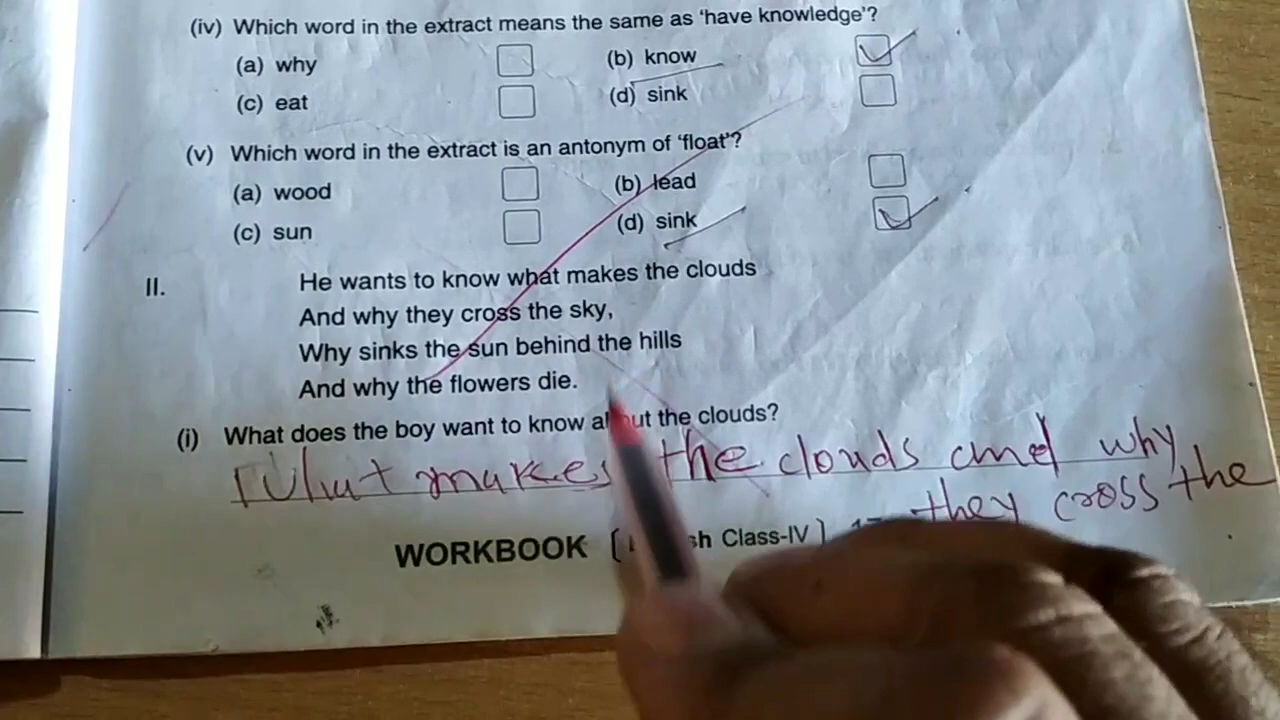 (iv) Which word in the extract means the same as 'have knowledge'?
(a) why (b) know
(c) eat (d) sink
(v) Which word in the extract is an antonym of 'float'?
(a) wood (b) lead
(c) sun (d) sink
II. He wants to know what makes the clouds
And why they cross the sky,
Why sinks the sun behind the hills
And why the flowers die.
(i) What does the boy want to know about the clouds?
What makes the clouds and why
they cross the
WORKBOOK Class-IV